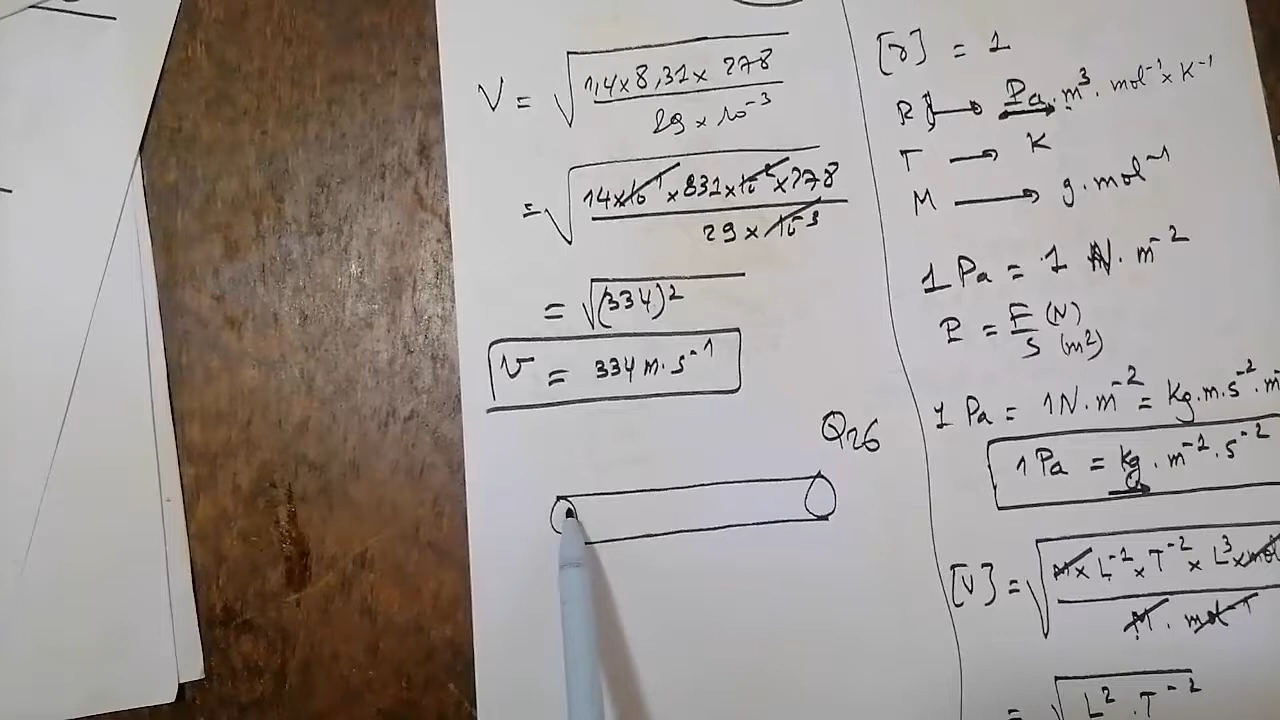 V = √(1,4 × 8,31 × 278 / 29 × 10⁻³)
= √(14 × 10⁻¹ × 831 × 10⁻² × 278 / 29 × 10⁻³)
= √(334)²
v = 334 m·s⁻¹
Q26
[γ] = 1
R → Pa · m³ · mol⁻¹ × K⁻¹
T → K
M → g · mol⁻¹
1 Pa = 1 N · m⁻²
P = F (N) / S (m²)
1 Pa = 1N · m⁻² = kg · m · s⁻² · m
1 Pa = kg · m⁻¹ · s⁻²
[V] = √(M × L⁻¹ × T⁻² × L³ × mol / M · mol⁻¹)
= √(L² · T⁻²)